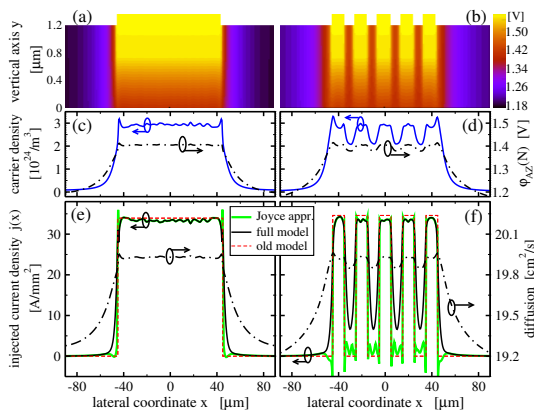 (a)
(b)
[V]
vertical axis y
[μm]
1.2
0.8
0.4
0
1.50
1.42
1.34
1.26
1.18
(c)
(d)
carrier density
[10^24/m^3]
3
2
1
0
φ_AZ(N) [V]
1.5
1.4
1.3
1.2
(e)
(f)
Joyce appr.
full model
old model
injected current density j(x)
[A/mm^2]
30
20
10
0
diffusion [cm^2/s]
20.1
19.8
19.5
19.2
-80 -40 0 40 80
-80 -40 0 40 80
lateral coordinate x [μm]
lateral coordinate x [μm]